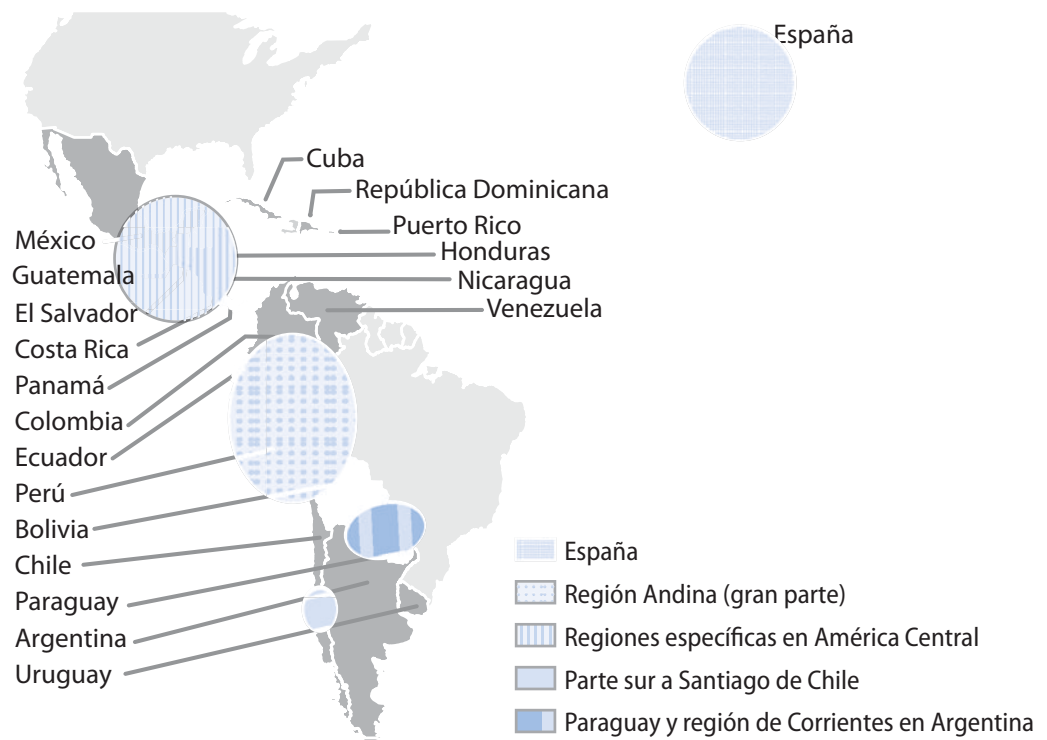 España
Cuba
República Dominicana
Puerto Rico
México
Honduras
Guatemala
Nicaragua
El Salvador
Venezuela
Costa Rica
Panamá
Colombia
Ecuador
Perú
Bolivia
Chile
Paraguay
Argentina
Uruguay
España
Región Andina (gran parte)
Regiones específicas en América Central
Parte sur a Santiago de Chile
Paraguay y región de Corrientes en Argentina